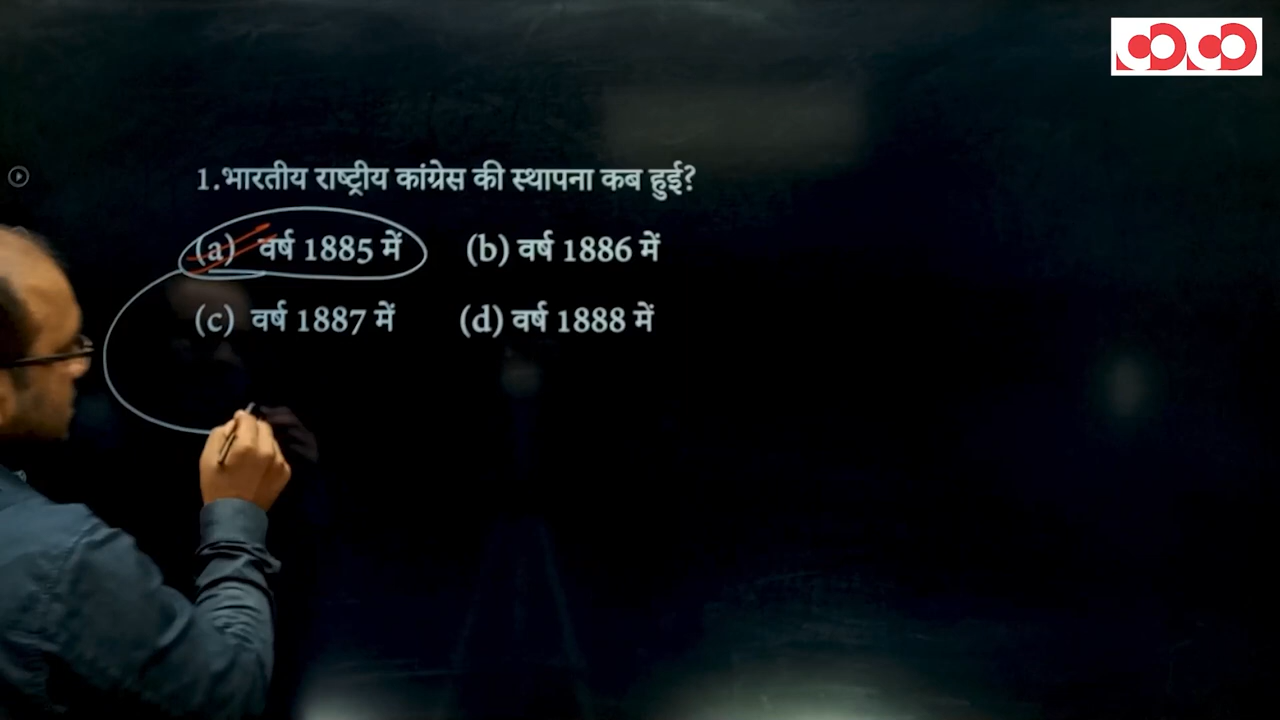 1.भारतीय राष्ट्रीय कांग्रेस की स्थापना कब हुई?
(a) वर्ष 1885 में (b) वर्ष 1886 में
(c) वर्ष 1887 में (d) वर्ष 1888 में